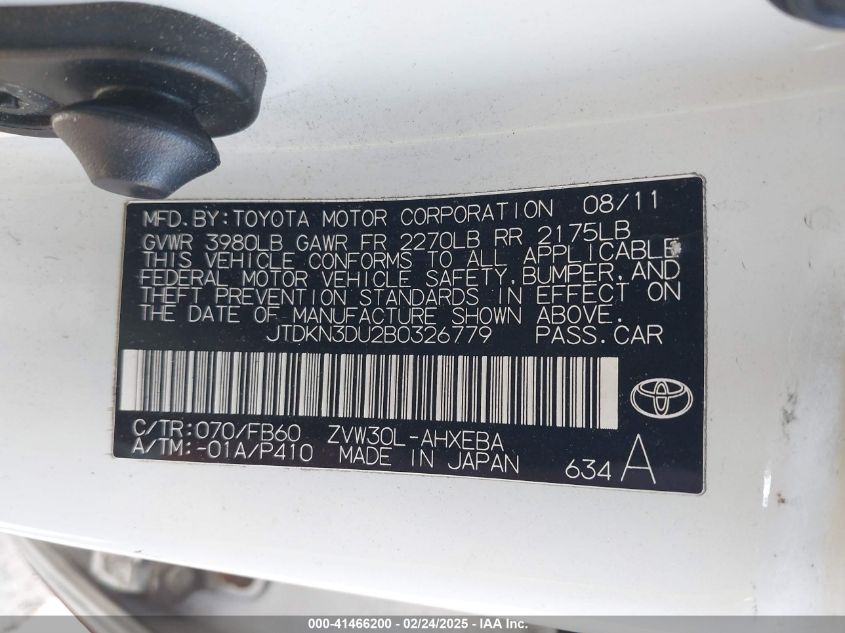 MFD.BY:TOYOTA MOTOR CORPORATION 08/11
GVWR 3980LB GAWR FR 2270LB RR 2175LB
THIS VEHICLE CONFORMS TO ALL APPLICABLE
FEDERAL MOTOR VEHICLE SAFETY,BUMPER,AND
THEFT PREVENTION STANDARDS IN EFFECT ON
THE DATE OF MANUFACTURE SHOWN ABOVE.
JTDKN3DU2B0326779 PASS.CAR
C/TR:070/FB60 ZVW30L-AHXEBA
A/TM:-01A/P410 MADE IN JAPAN
634 A
000-41466200 - 02/24/2025 - IAA Inc.